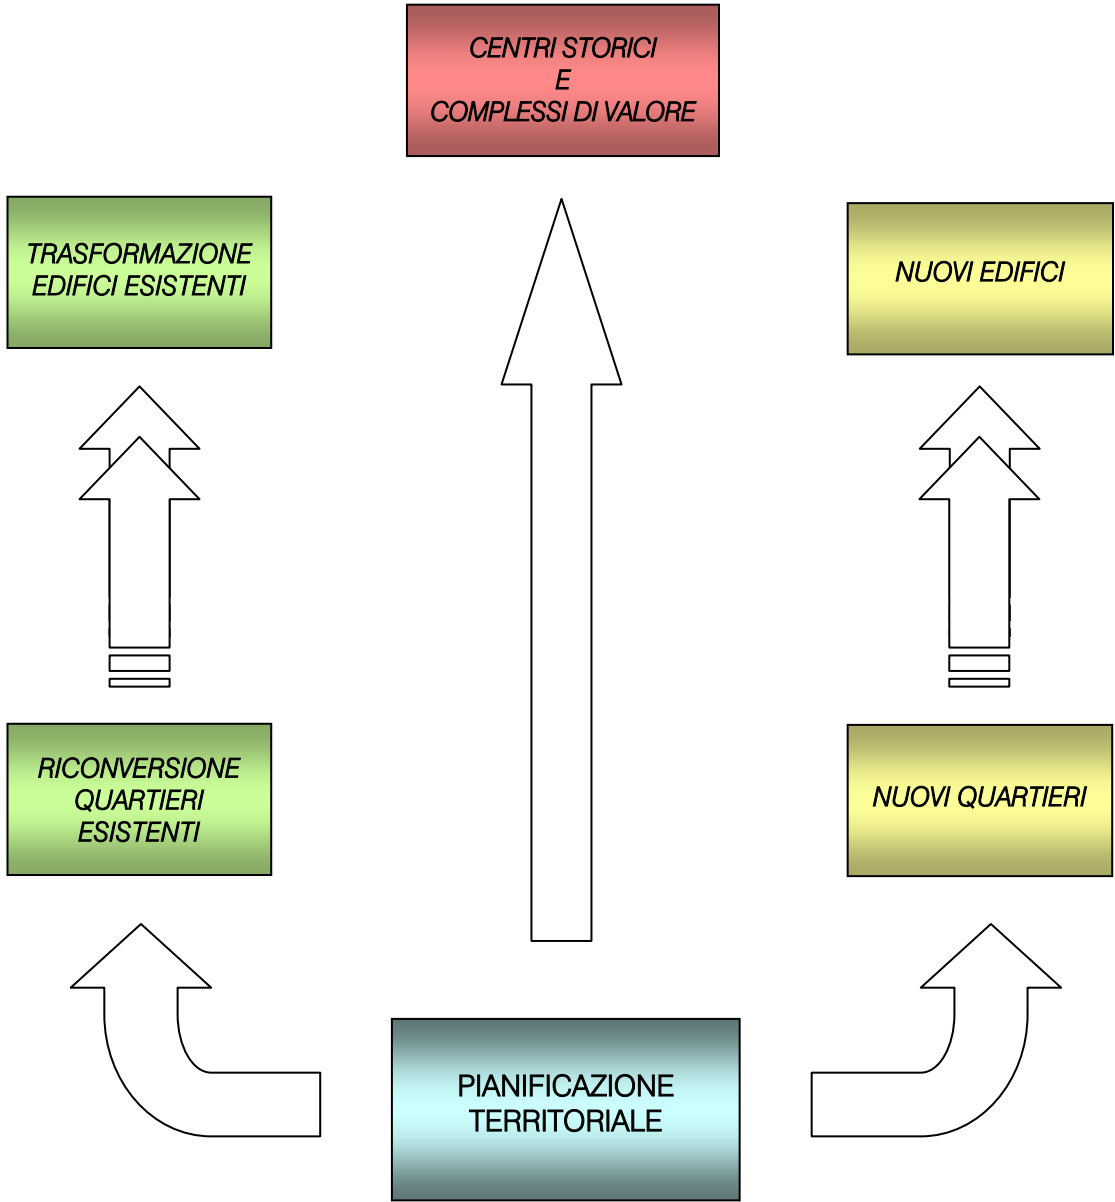 CENTRI STORICI
E
COMPLESSI DI VALORE
TRASFORMAZIONE
EDIFICI ESISTENTI
NUOVI EDIFICI
RICONVERSIONE
QUARTIERI
ESISTENTI
NUOVI QUARTIERI
PIANIFICAZIONE
TERRITORIALE